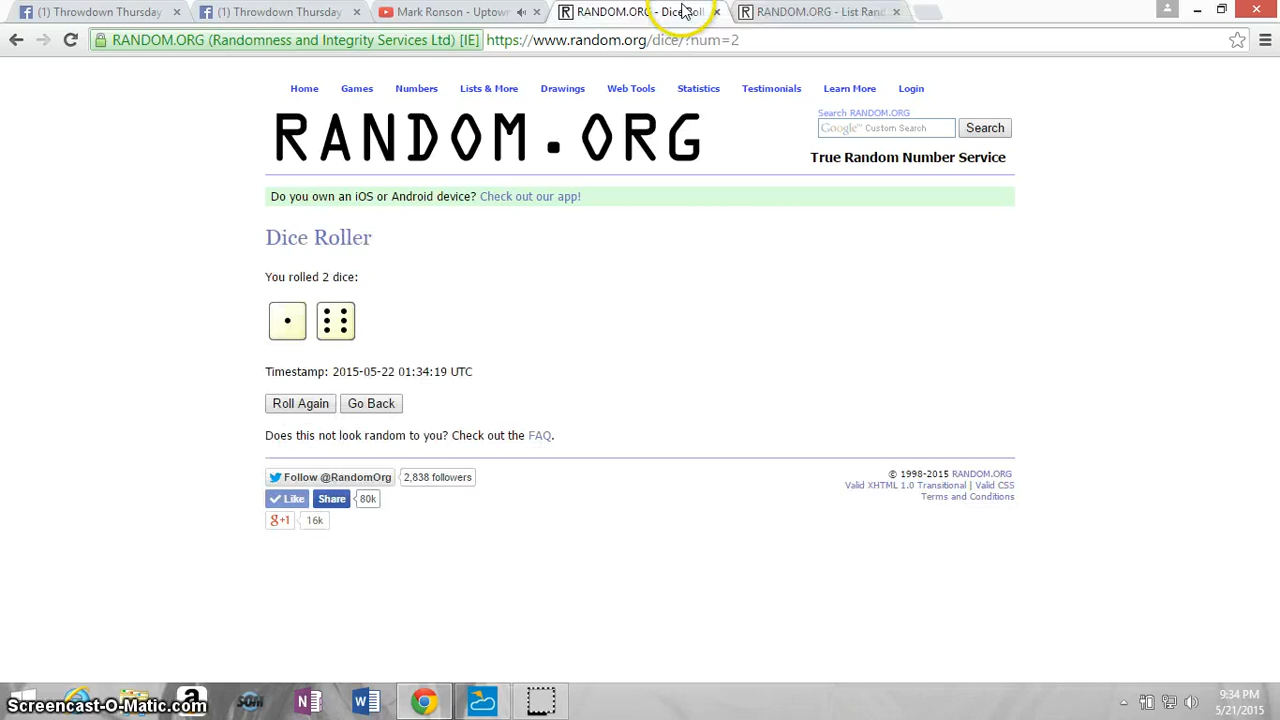 (1) Throwdown Thursday
(1) Throwdown Thursday
Mark Ronson - Uptow
RANDOM.ORG - Dice Roll
RANDOM.ORG - List Rand
RANDOM.ORG (Randomness and Integrity Services Ltd) [IE]
https://www.random.org/dice/?num=2
Home Games Numbers Lists & More Drawings Web Tools Statistics Testimonials Learn More Login
RANDOM.ORG
Search RANDOM.ORG
Google™ Custom Search
Search
True Random Number Service
Do you own an iOS or Android device? Check out our app!
Dice Roller
You rolled 2 dice:
Timestamp: 2015-05-22 01:34:19 UTC
Roll Again
Go Back
Does this not look random to you? Check out the FAQ.
Follow @RandomOrg
2,838 followers
Like
Share
80k
g+1
16k
© 1998-2015 RANDOM.ORG
Valid XHTML 1.0 Transitional | Valid CSS
Terms and Conditions
Screencast-O-Matic.com
9:34 PM
5/21/2015